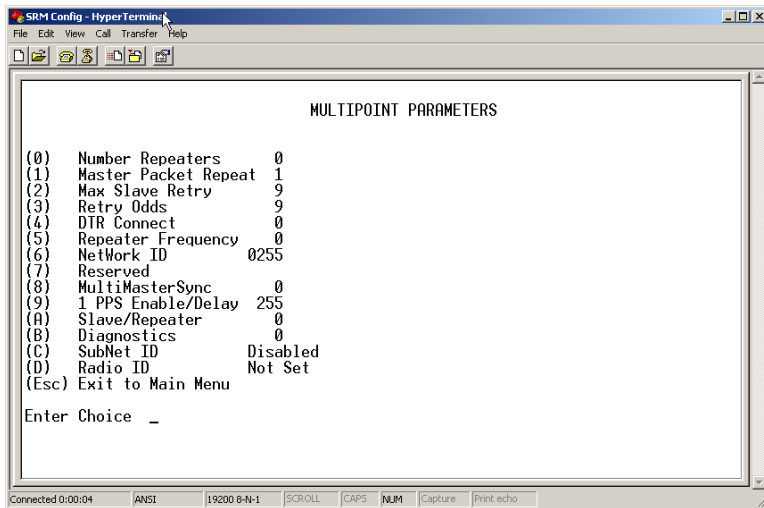 SRM Config - HyperTerminal
File Edit View Call Transfer Help
MULTIPOINT PARAMETERS
(0) Number Repeaters 0
(1) Master Packet Repeat 1
(2) Max Slave Retry 9
(3) Retry Odds 9
(4) DTR Connect 0
(5) Repeater Frequency 0
(6) NetWork ID 0255
(7) Reserved
(8) MultiMasterSync 0
(9) 1 PPS Enable/Delay 255
(A) Slave/Repeater 0
(B) Diagnostics 0
(C) SubNet ID Disabled
(D) Radio ID Not Set
(Esc) Exit to Main Menu
Enter Choice _
Connected 0:00:04 ANSI 19200 8-N-1 SCROLL CAPS NUM Capture Print echo